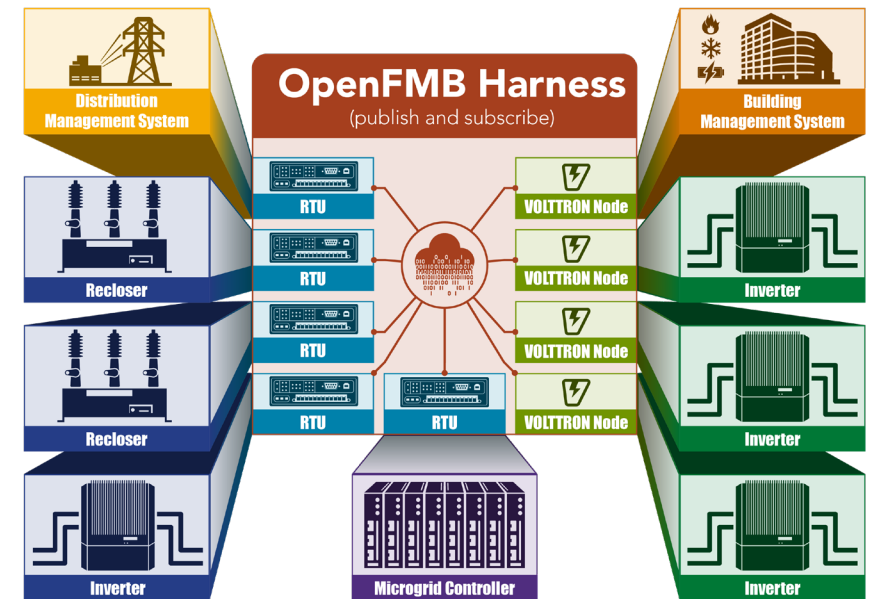 OpenFMB Harness
(publish and subscribe)
Distribution
Management System
Building
Management System
RTU
VOLTTRON Node
Recloser
RTU
VOLTTRON Node
Inverter
RTU
VOLTTRON Node
Recloser
Inverter
RTU
RTU
VOLTTRON Node
Inverter
Microgrid Controller
Inverter